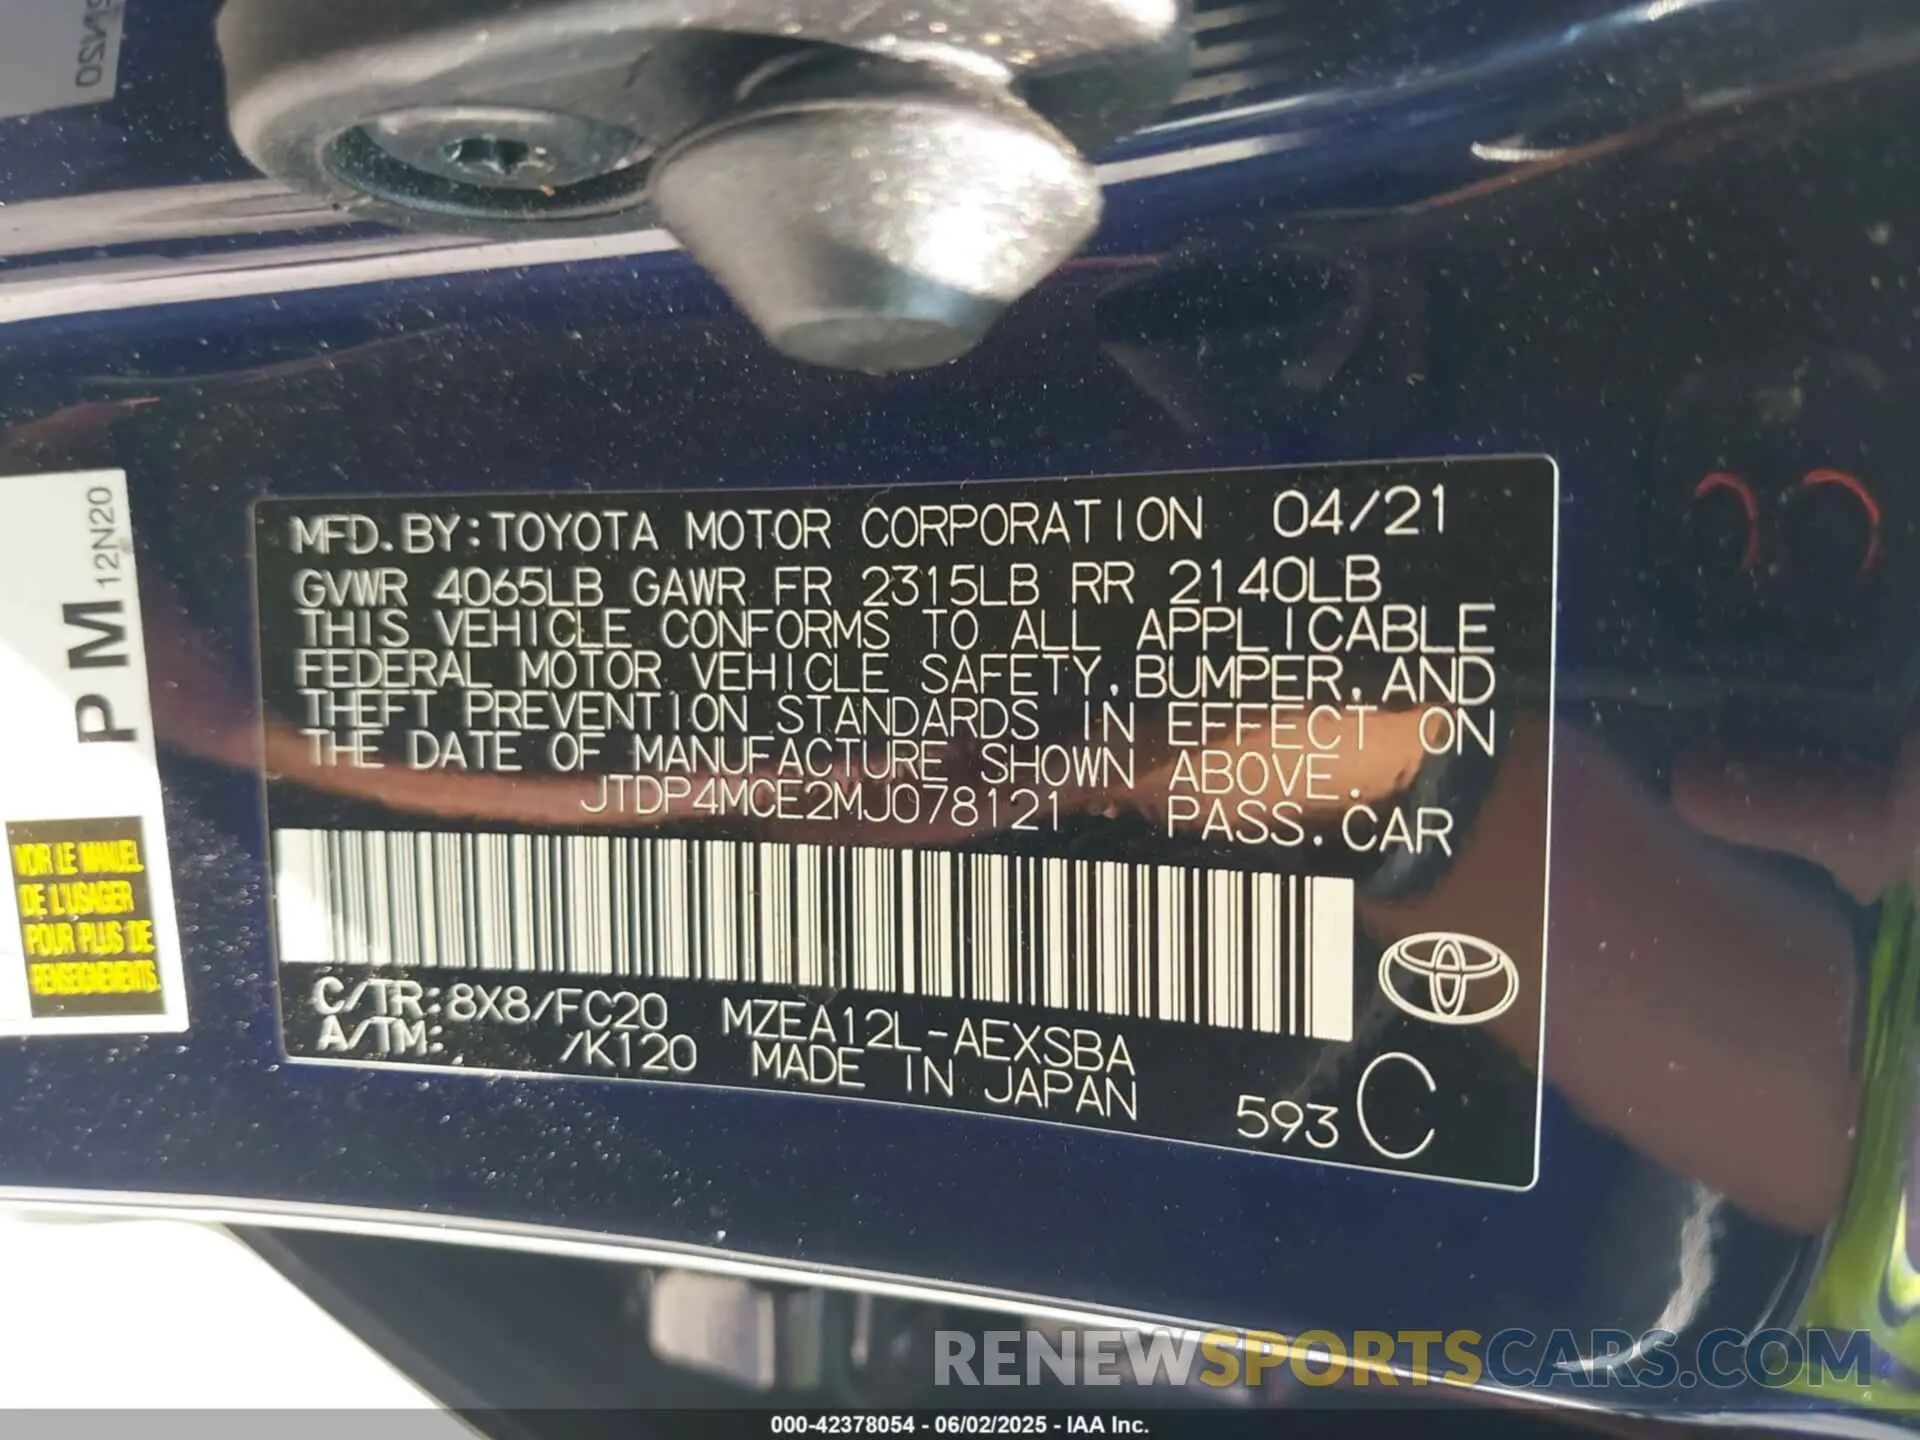 MFD. BY: TOYOTA MOTOR CORPORATION 04/21
GVWR 4065LB GAWR FR 2315LB RR 2140LB
THIS VEHICLE CONFORMS TO ALL APPLICABLE
FEDERAL MOTOR VEHICLE SAFETY, BUMPER, AND
THEFT PREVENTION STANDARDS IN EFFECT ON
THE DATE OF MANUFACTURE SHOWN ABOVE.
JTDP4MCE2MJ078121 PASS. CAR
C/TR: 8X8/FC20 MZEA12L-AEXSBA
A/TM: /K120 MADE IN JAPAN
593 C
PM 12N20
VOIR LE MANUEL
DE L'USAGER
POUR PLUS DE
RENSEIGNEMENTS.
RENEWSPORTSCARS.COM
000-42378054 - 06/02/2025 - IAA Inc.